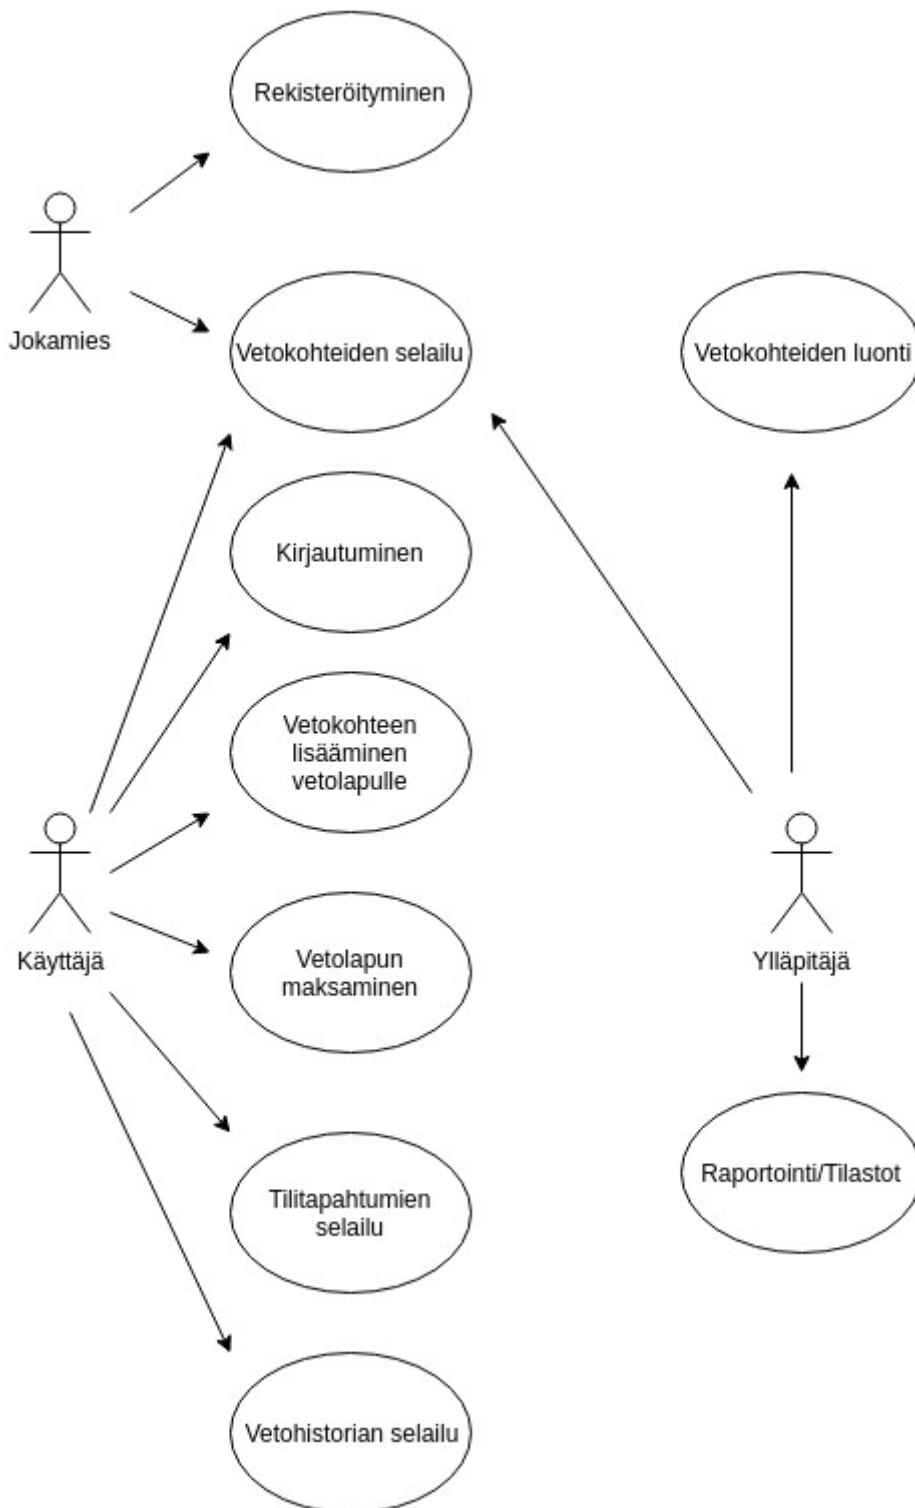 Rekisteröityminen
Jokamies
Vetokohteiden selailu
Vetokohteiden luonti
Kirjautuminen
Vetokohteen
lisääminen
vetolapulle
Käyttäjä
Ylläpitäjä
Vetolapun
maksaminen
Tilitapahtumien
selailu
Raportointi/Tilastot
Vetohistorian selailu